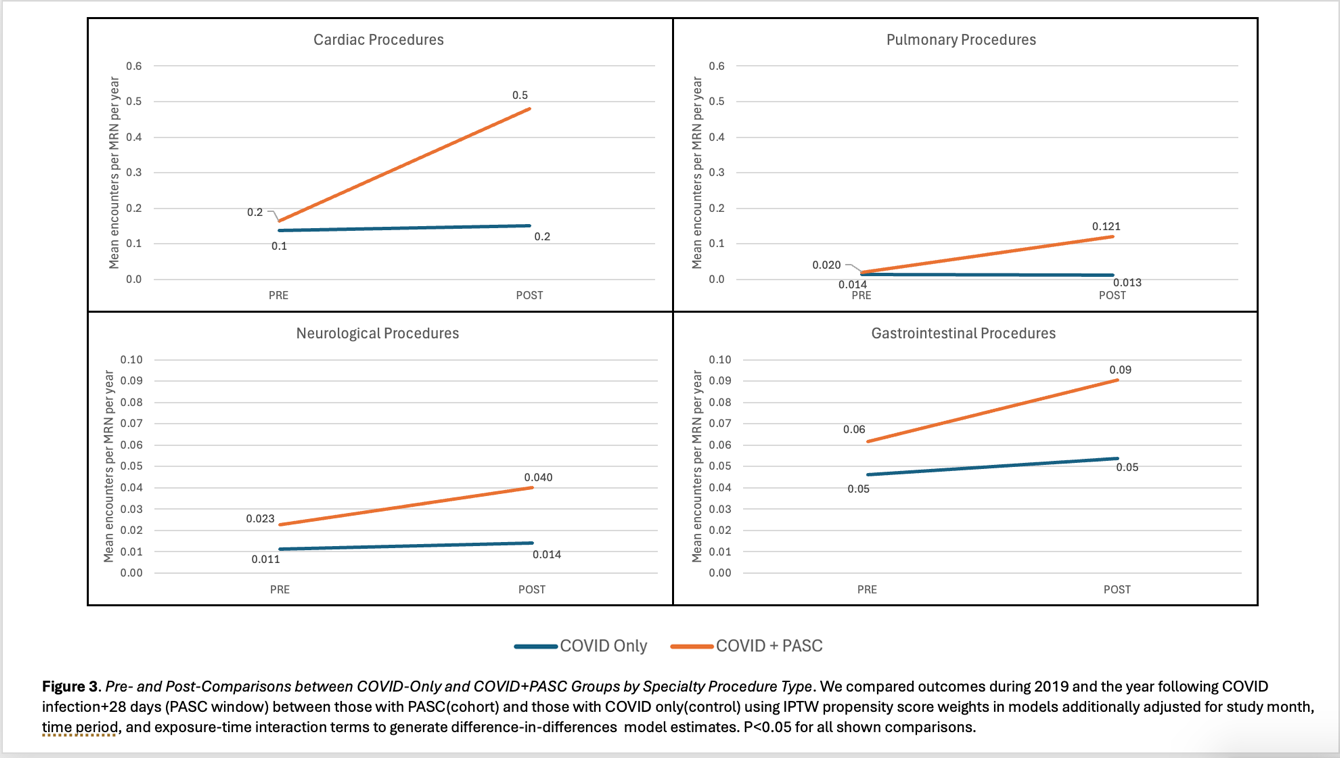 Cardiac Procedures
Mean encounters per MRN per year
0.6
0.5
0.4
0.3
0.2
0.1
0.0
0.2
0.5
0.1
0.2
PRE
POST
Pulmonary Procedures
Mean encounters per MRN per year
0.6
0.5
0.4
0.3
0.2
0.1
0.0
0.020
0.121
0.014
0.013
PRE
POST
Neurological Procedures
Mean encounters per MRN per year
0.10
0.09
0.08
0.07
0.06
0.05
0.04
0.03
0.02
0.01
0.00
0.023
0.040
0.011
0.014
PRE
POST
Gastrointestinal Procedures
Mean encounters per MRN per year
0.10
0.09
0.08
0.07
0.06
0.05
0.04
0.03
0.02
0.01
0.00
0.06
0.09
0.05
0.05
PRE
POST
COVID Only
COVID + PASC
Figure 3. Pre- and Post-Comparisons between COVID-Only and COVID+PASC Groups by Specialty Procedure Type. We compared outcomes during 2019 and the year following COVID
infection+28 days (PASC window) between those with PASC(cohort) and those with COVID only(control) using IPTW propensity score weights in models additionally adjusted for study month,
time period, and exposure-time interaction terms to generate difference-in-differences model estimates. P<0.05 for all shown comparisons.